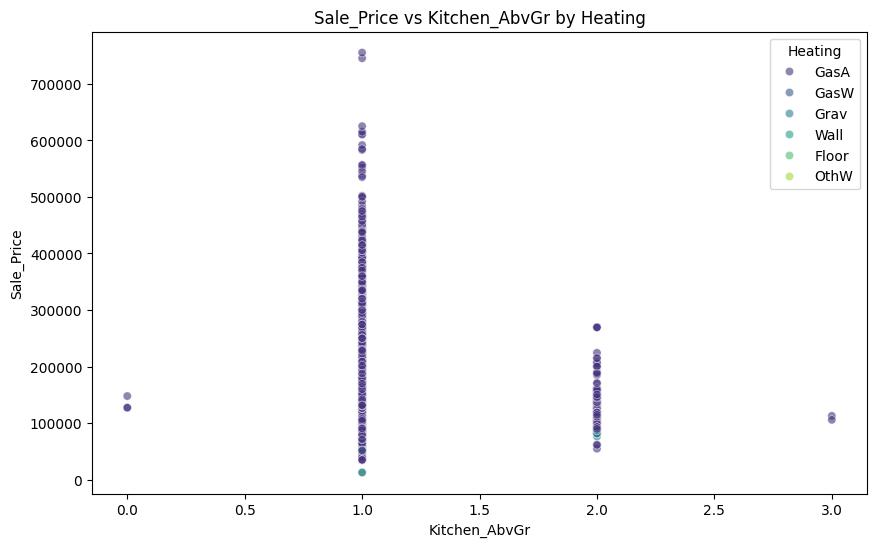 Sale_Price vs Kitchen_AbvGr by Heating
Heating
GasA
GasW
Grav
Wall
Floor
OthW
Sale_Price
700000
600000
500000
400000
300000
200000
100000
0
0.0 0.5 1.0 1.5 2.0 2.5 3.0
Kitchen_AbvGr